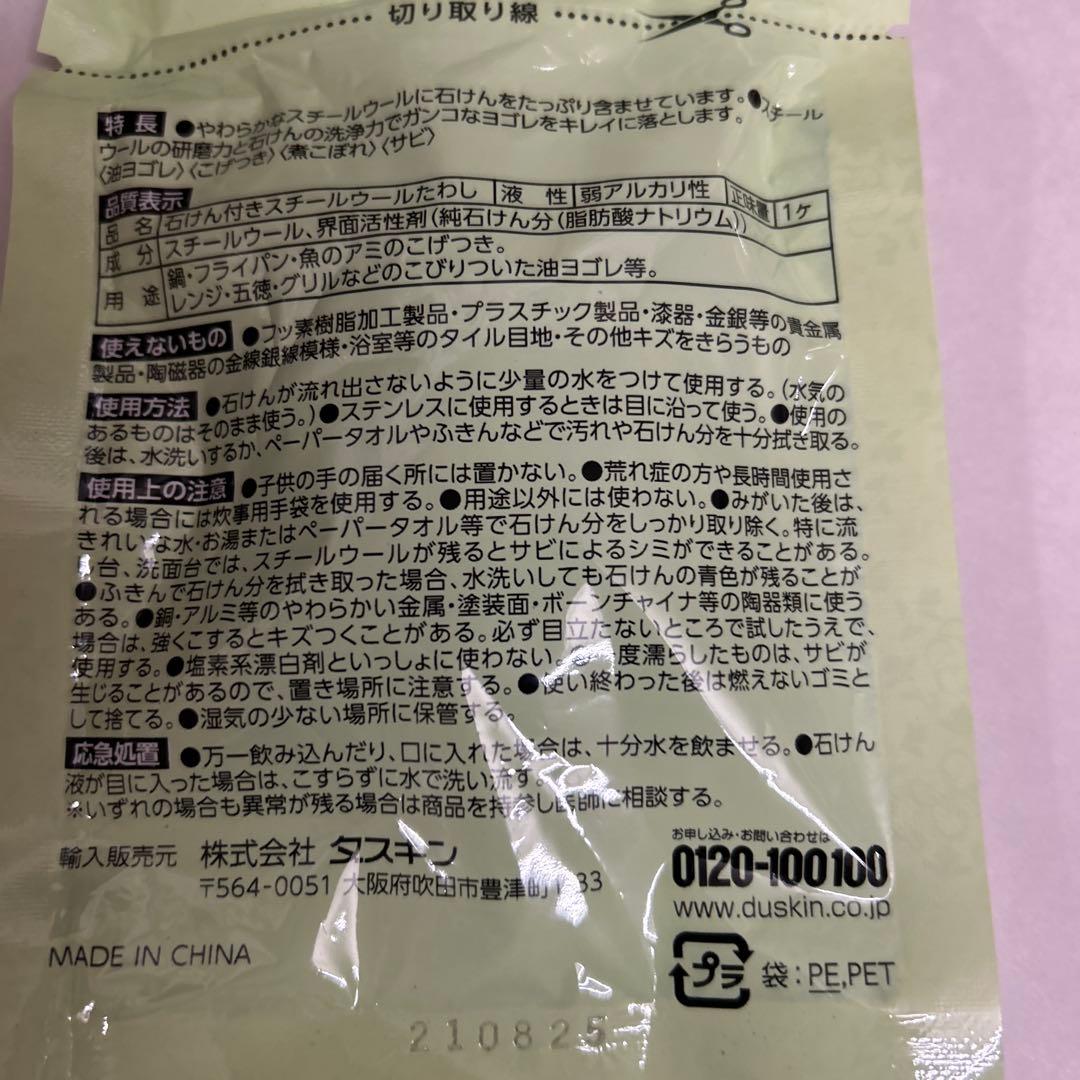 切り取り線
特長 ●やわらかなスチールウールに石けんをたっぷり含ませています。●スチール
ウールの研磨力と石けんの洗浄力でガンコなヨゴレをキレイに落とします。
〈油ヨゴレ〉〈こげつき〉〈煮こぼれ〉〈サビ〉
品質表示
品名 石けん付きスチールウールたわし 液性 弱アルカリ性 正味量 1ケ
成分 スチールウール、界面活性剤(純石けん分(脂肪酸ナトリウム))
用途 鍋・フライパン・魚のアミのこげつき。
レンジ・五徳・グリルなどのこびりついた油ヨゴレ等。
使えないもの ●フッ素樹脂加工製品・プラスチック製品・漆器・金銀等の貴金属
製品・陶磁器の金線銀線模様・浴室等のタイル目地・その他キズをきらうもの
使用方法 ●石けんが流れ出さないように少量の水をつけて使用する。(水気の
あるものはそのまま使う。)●ステンレスに使用するときは目に沿って使う。●使用の
後は、水洗いするか、ペーパータオルやふきんなどで汚れや石けん分を十分拭き取る。
使用上の注意 ●子供の手の届く所には置かない。●荒れ症の方や長時間使用さ
れる場合には炊事用手袋を使用する。●用途以外には使わない。●みがいた後は、
きれいな水・お湯またはペーパータオル等で石けん分をしっかり取り除く。特に流
し台、洗面台では、スチールウールが残るとサビによるシミができることがある。
●ふきんで石けん分を拭き取った場合、水洗いしても石けんの青色が残ることが
ある。●銅・アルミ等のやわらかい金属・塗装面・ボーンチャイナ等の陶器類に使う
場合は、強くこするとキズつくことがある。必ず目立たないところで試したうえで、
使用する。●塩素系漂白剤といっしょに使わない。 度濡らしたものは、サビが
生じることがあるので、置き場所に注意する。●使い終わった後は燃えないゴミと
して捨てる。●湿気の少ない場所に保管する。
応急処置 ●万一飲み込んだり、口に入れた場合は、十分水を飲ませる。●石けん
液が目に入った場合は、こすらずに水で洗い流す。
※いずれの場合も異常が残る場合は商品を持参し医師に相談する。
輸入販売元 株式会社 ダスキン
〒564-0051 大阪府吹田市豊津町1-33
お申し込み・お問い合わせは
0120-100100
www.duskin.co.jp
MADE IN CHINA
プラ 袋:PE,PET
210825